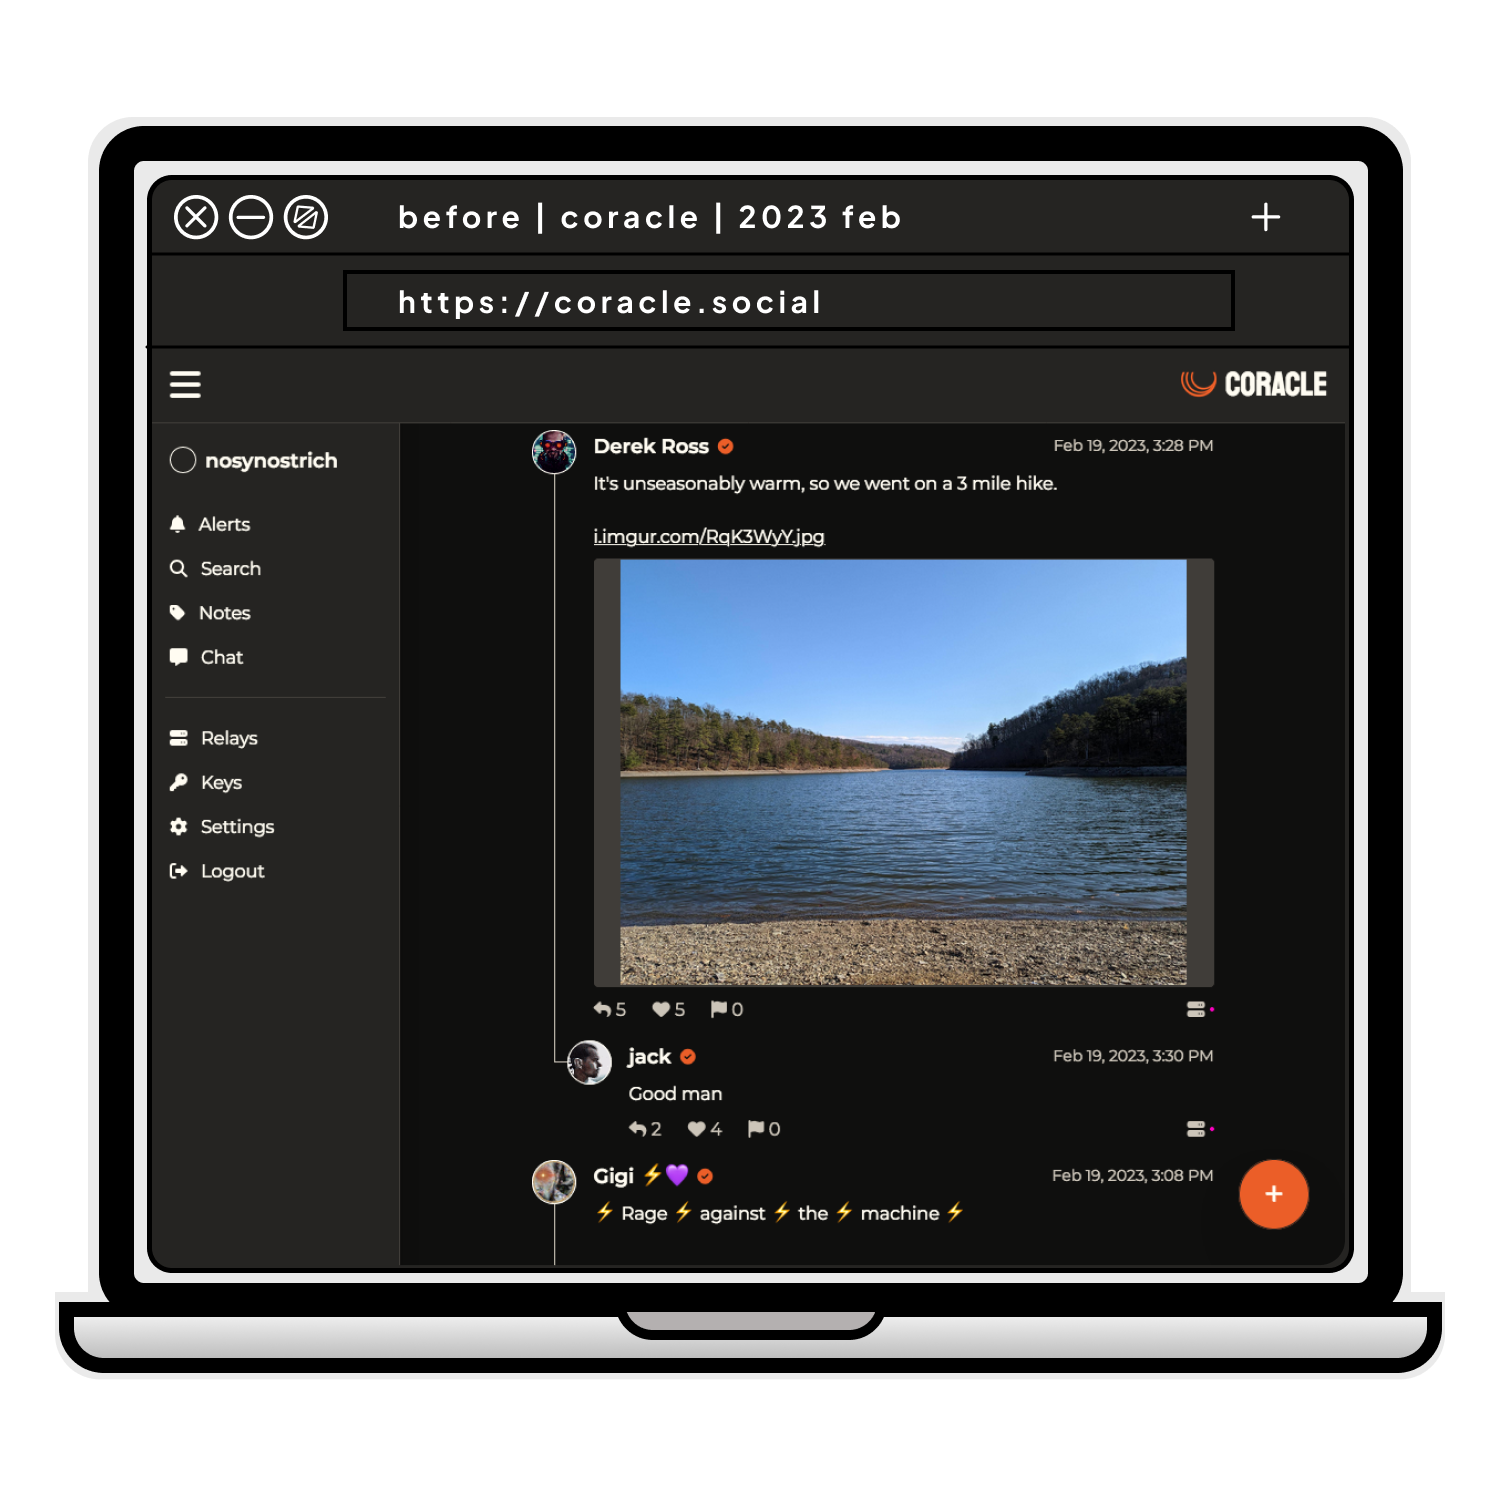 before | coracle | 2023 feb
https://coracle.social
CORACLE
nosynostrich
Alerts
Search
Notes
Chat
Relays
Keys
Settings
Logout
Derek Ross Feb 19, 2023, 3:28 PM
It's unseasonably warm, so we went on a 3 mile hike.
i.imgur.com/RqK3WyY.jpg
5 5 0
jack Feb 19, 2023, 3:30 PM
Good man
2 4 0
Gigi ⚡💜 Feb 19, 2023, 3:08 PM
⚡ Rage ⚡ against ⚡ the ⚡ machine ⚡